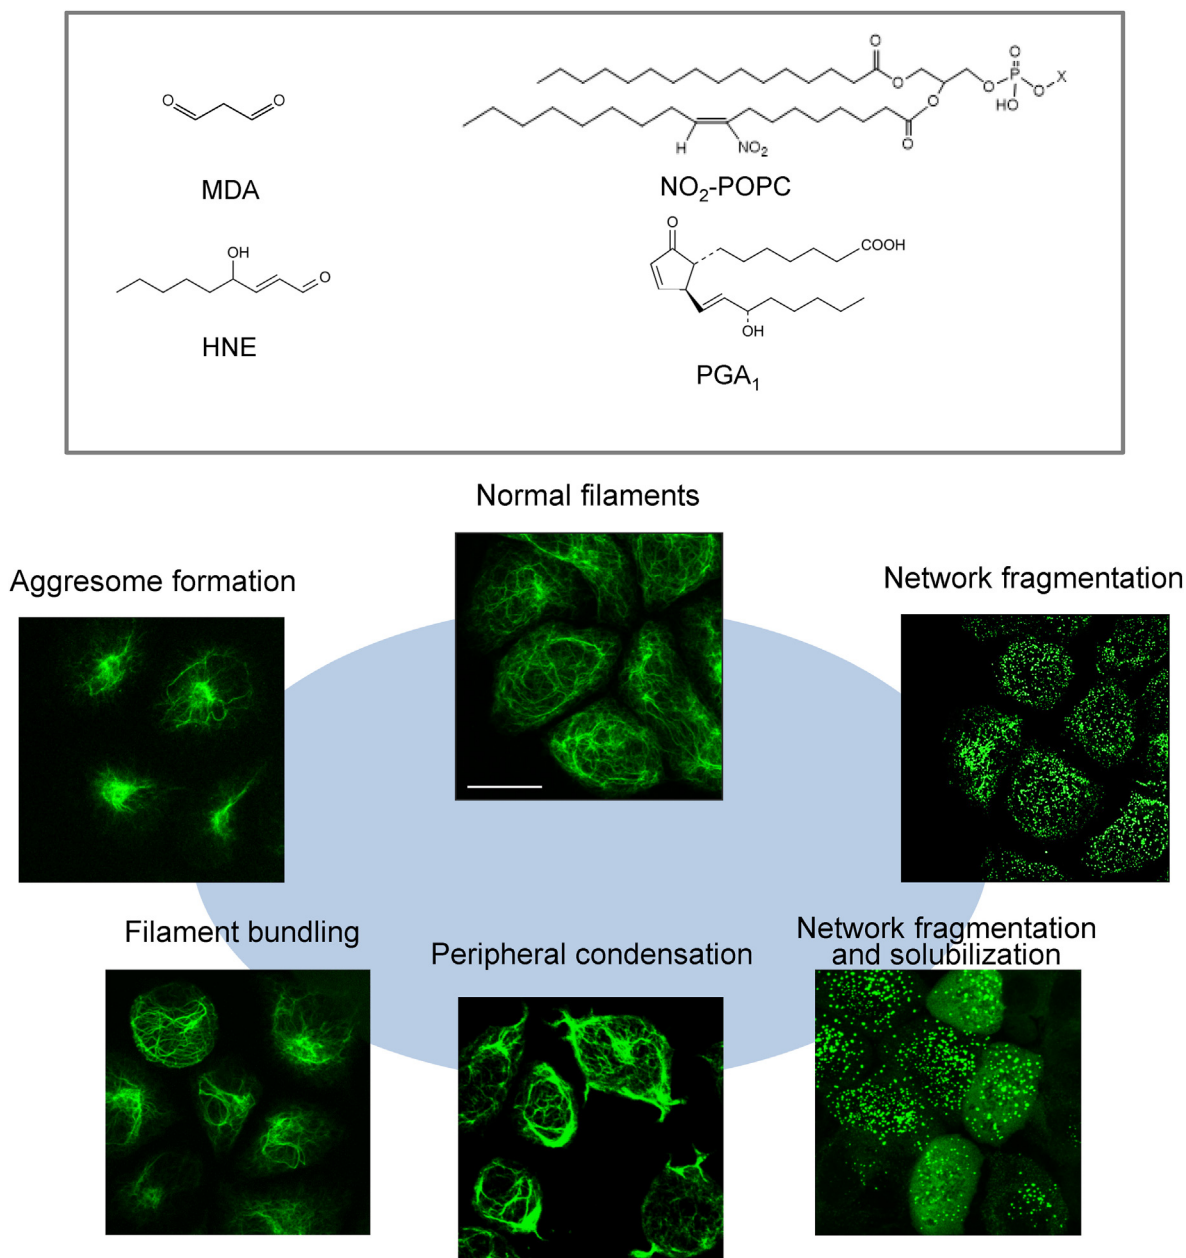 O
O
MDA
O
O
O
O
O
P
O
X
HO
H
NO₂
NO₂-POPC
OH
O
HNE
O
COOH
OH
PGA₁
Normal filaments
Aggresome formation
Network fragmentation
Filament bundling
Peripheral condensation
Network fragmentation
and solubilization